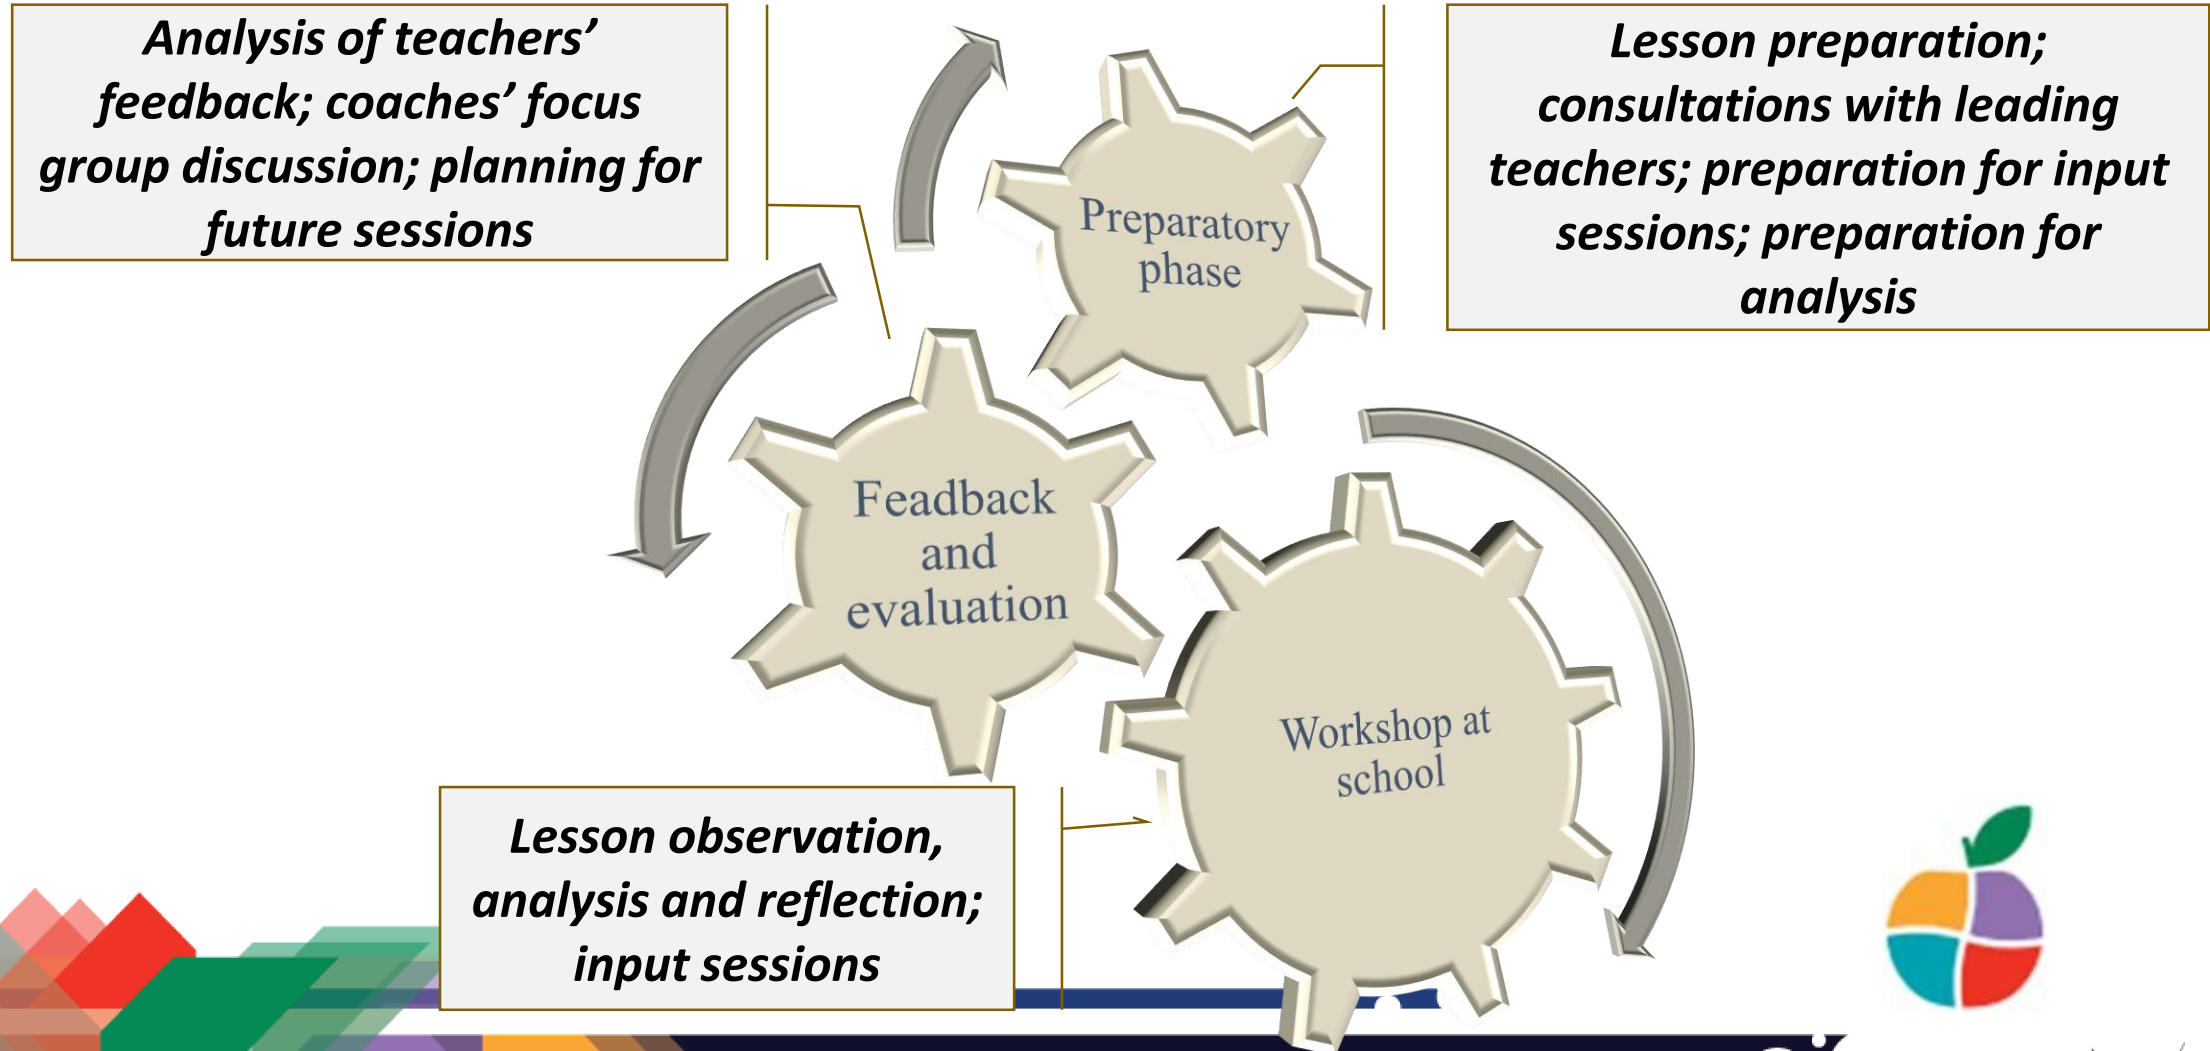 Analysis of teachers’
feedback; coaches’ focus
group discussion; planning for
future sessions
Lesson preparation;
consultations with leading
teachers; preparation for input
sessions; preparation for
analysis
Preparatory
phase
Feadback
and
evaluation
Workshop at
school
Lesson observation,
analysis and reflection;
input sessions